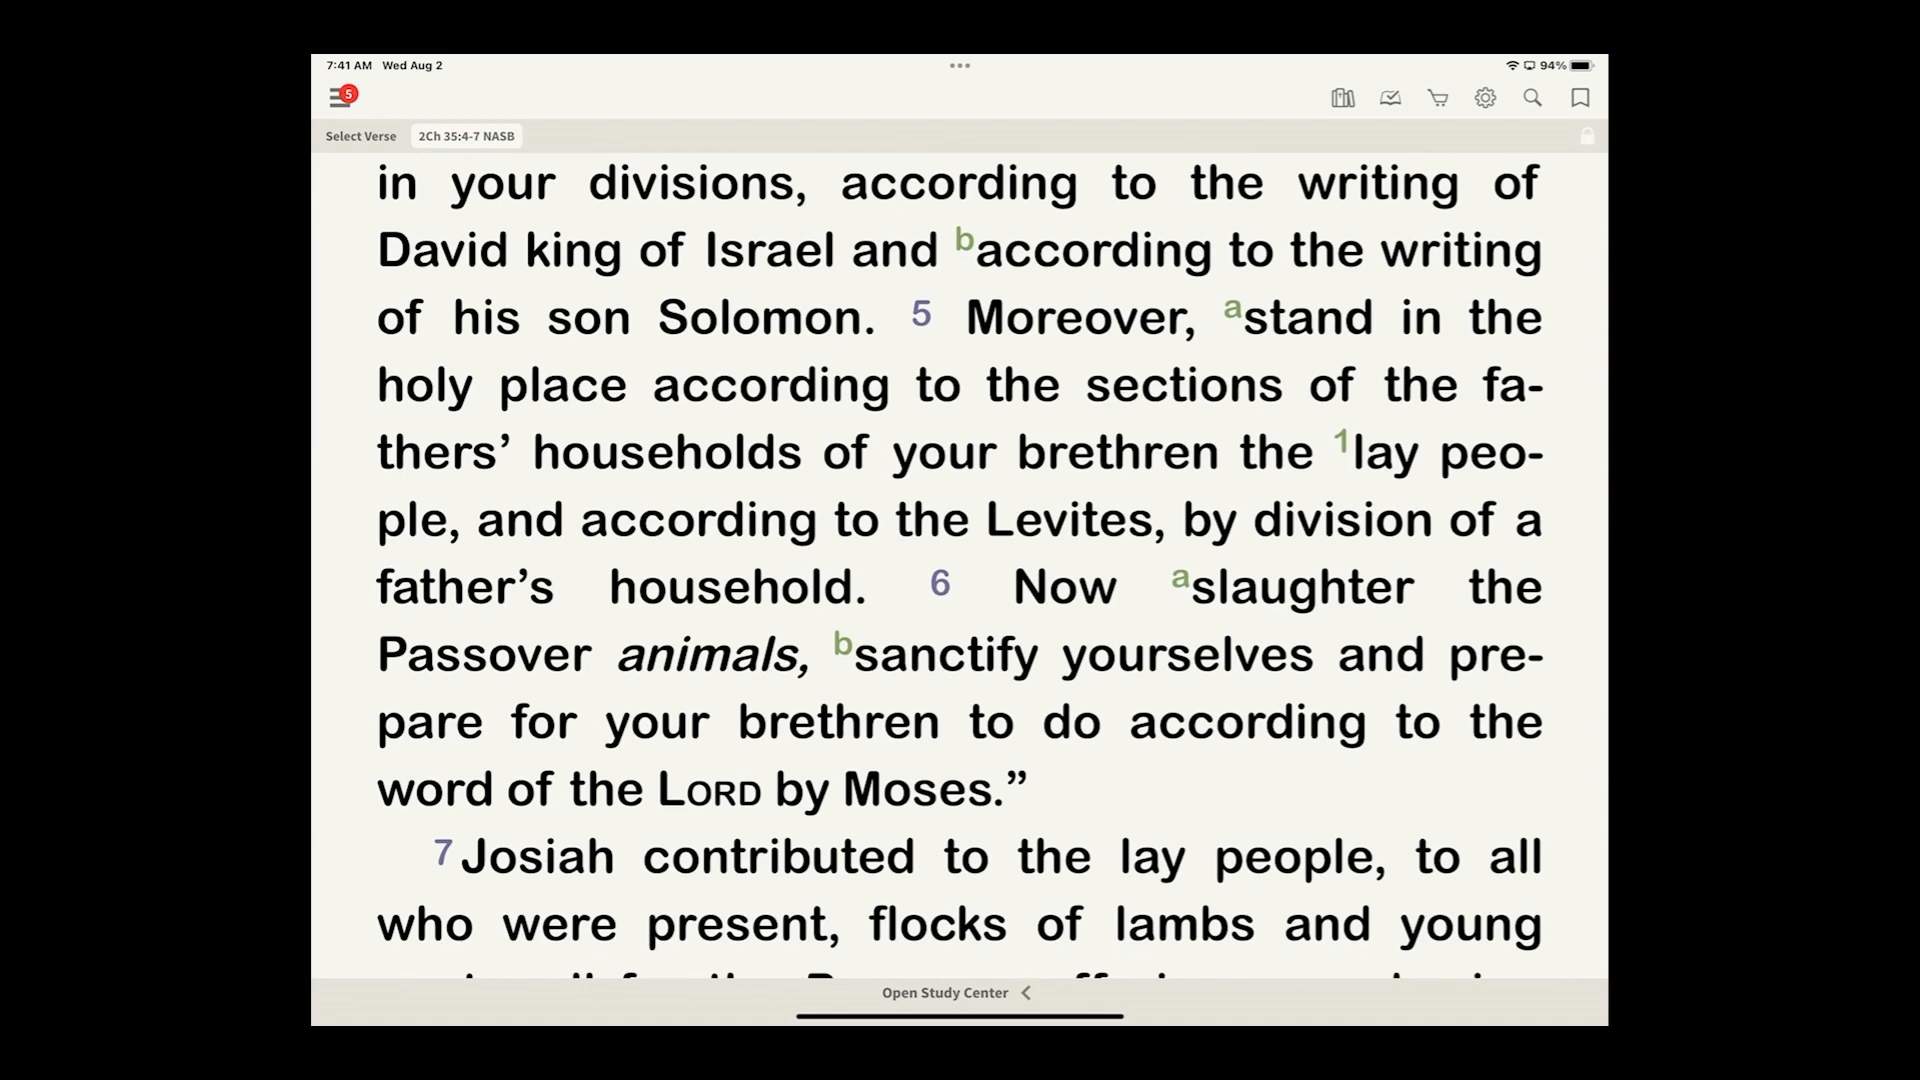 7:41 AM Wed Aug 2
94%
5
Select Verse 2Ch 35:4-7 NASB
in your divisions, according to the writing of
David king of Israel and baccording to the writing
of his son Solomon. 5 Moreover, astand in the
holy place according to the sections of the fa-
thers’ households of your brethren the 1lay peo-
ple, and according to the Levites, by division of a
father’s household. 6 Now aslaughter the
Passover animals, bsanctify yourselves and pre-
pare for your brethren to do according to the
word of the LORD by Moses.”
7 Josiah contributed to the lay people, to all
who were present, flocks of lambs and young
Open Study Center